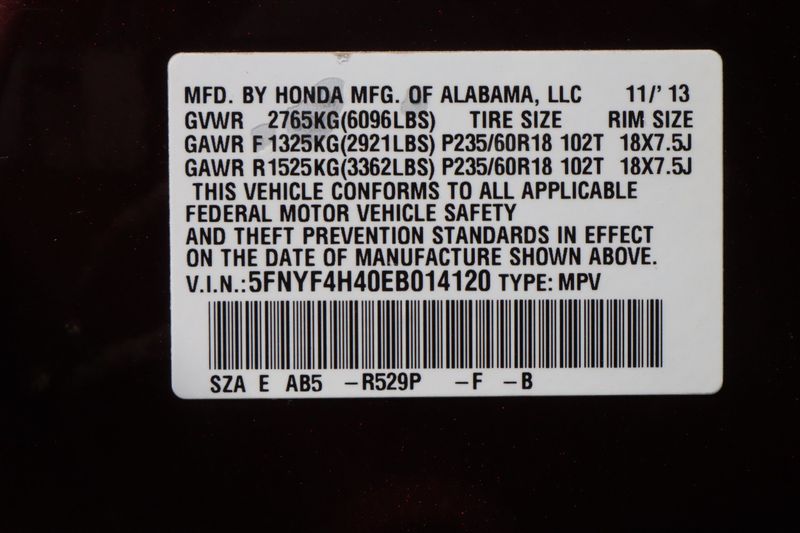 MFD. BY HONDA MFG. OF ALABAMA, LLC 11/' 13
GVWR 2765KG(6096LBS) TIRE SIZE RIM SIZE
GAWR F 1325KG(2921LBS) P235/60R18 102T 18X7.5J
GAWR R 1525KG(3362LBS) P235/60R18 102T 18X7.5J
THIS VEHICLE CONFORMS TO ALL APPLICABLE
FEDERAL MOTOR VEHICLE SAFETY
AND THEFT PREVENTION STANDARDS IN EFFECT
ON THE DATE OF MANUFACTURE SHOWN ABOVE.
V.I.N.: 5FNYF4H40EB014120 TYPE: MPV
SZA E AB5 –R529P –F –B